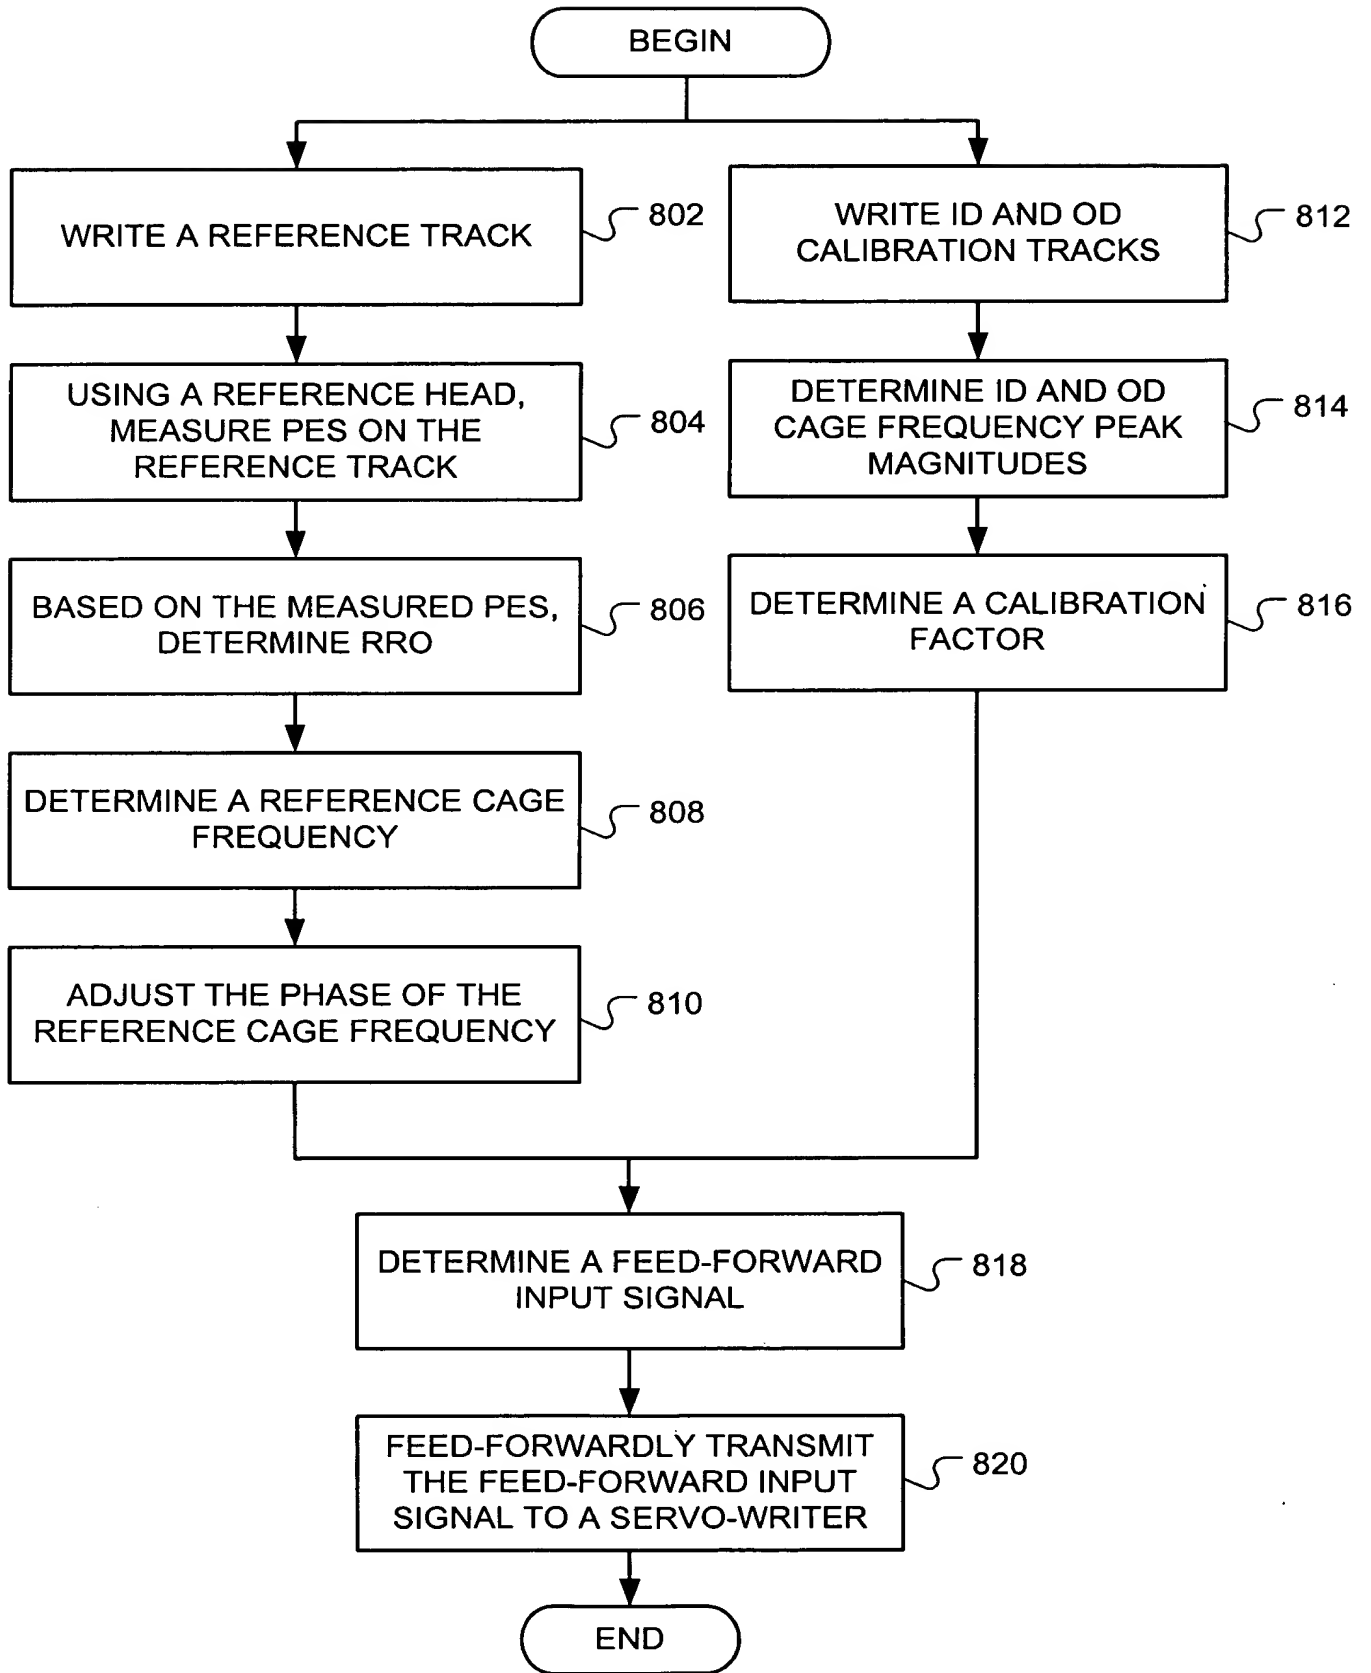 BEGIN
WRITE A REFERENCE TRACK
802
USING A REFERENCE HEAD,
MEASURE PES ON THE
REFERENCE TRACK
804
BASED ON THE MEASURED PES,
DETERMINE RRO
806
DETERMINE A REFERENCE CAGE
FREQUENCY
808
ADJUST THE PHASE OF THE
REFERENCE CAGE FREQUENCY
810
WRITE ID AND OD
CALIBRATION TRACKS
812
DETERMINE ID AND OD
CAGE FREQUENCY PEAK
MAGNITUDES
814
DETERMINE A CALIBRATION
FACTOR
816
DETERMINE A FEED-FORWARD
INPUT SIGNAL
818
FEED-FORWARDLY TRANSMIT
THE FEED-FORWARD INPUT
SIGNAL TO A SERVO-WRITER
820
END